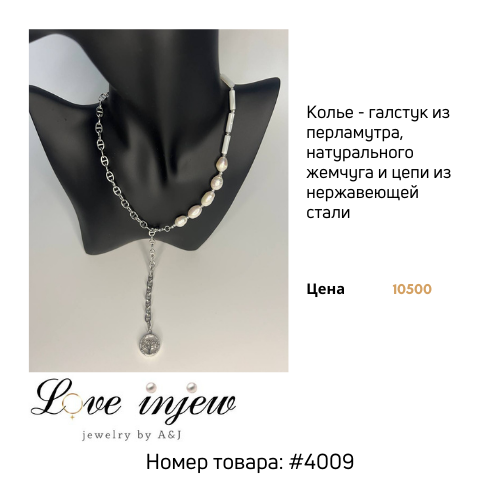 Колье - галстук из
перламутра,
натурального
жемчуга и цепи из
нержавеющей
стали
Цена 10500
Love injew
jewelry by A&J
Номер товара: #4009